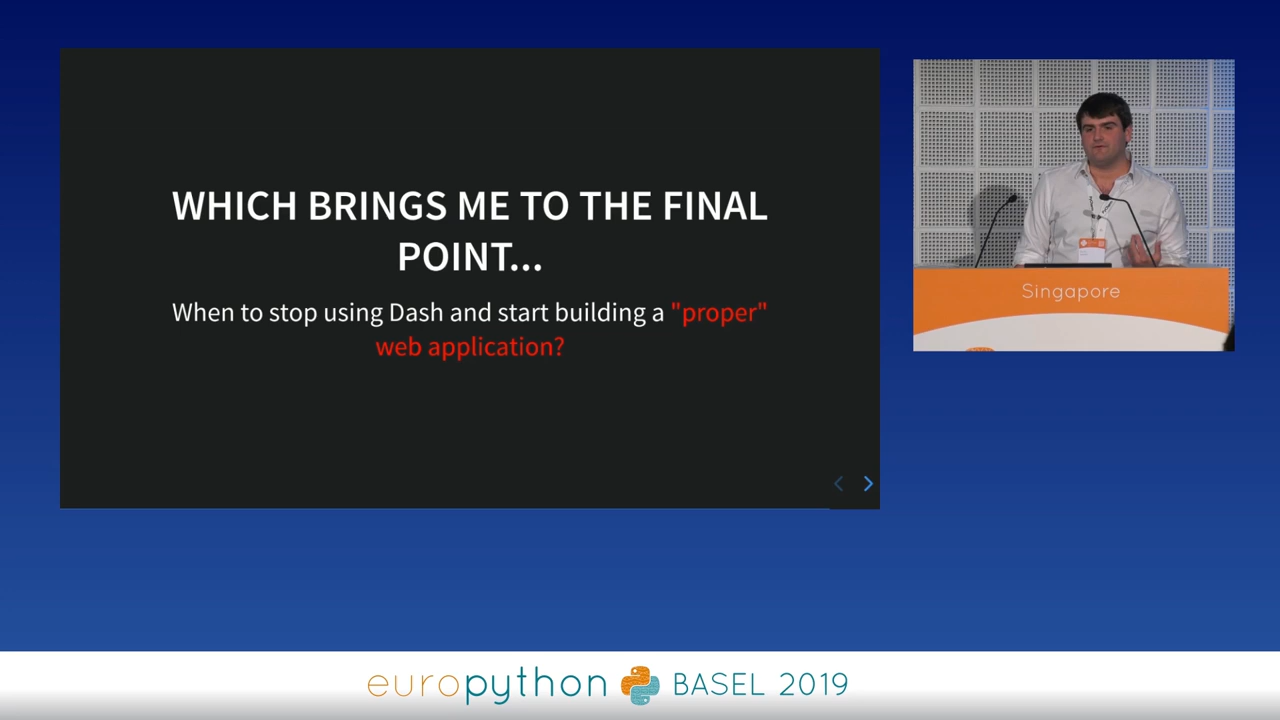 WHICH BRINGS ME TO THE FINAL
POINT...
When to stop using Dash and start building a "proper"
web application?
Singapore
europython BASEL 2019